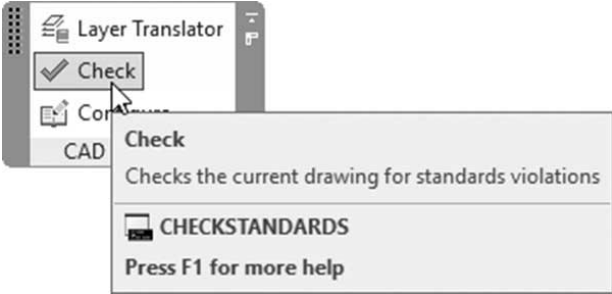 Layer Translator
Check
CAD
Check
Checks the current drawing for standards violations
CHECKSTANDARDS
Press F1 for more help